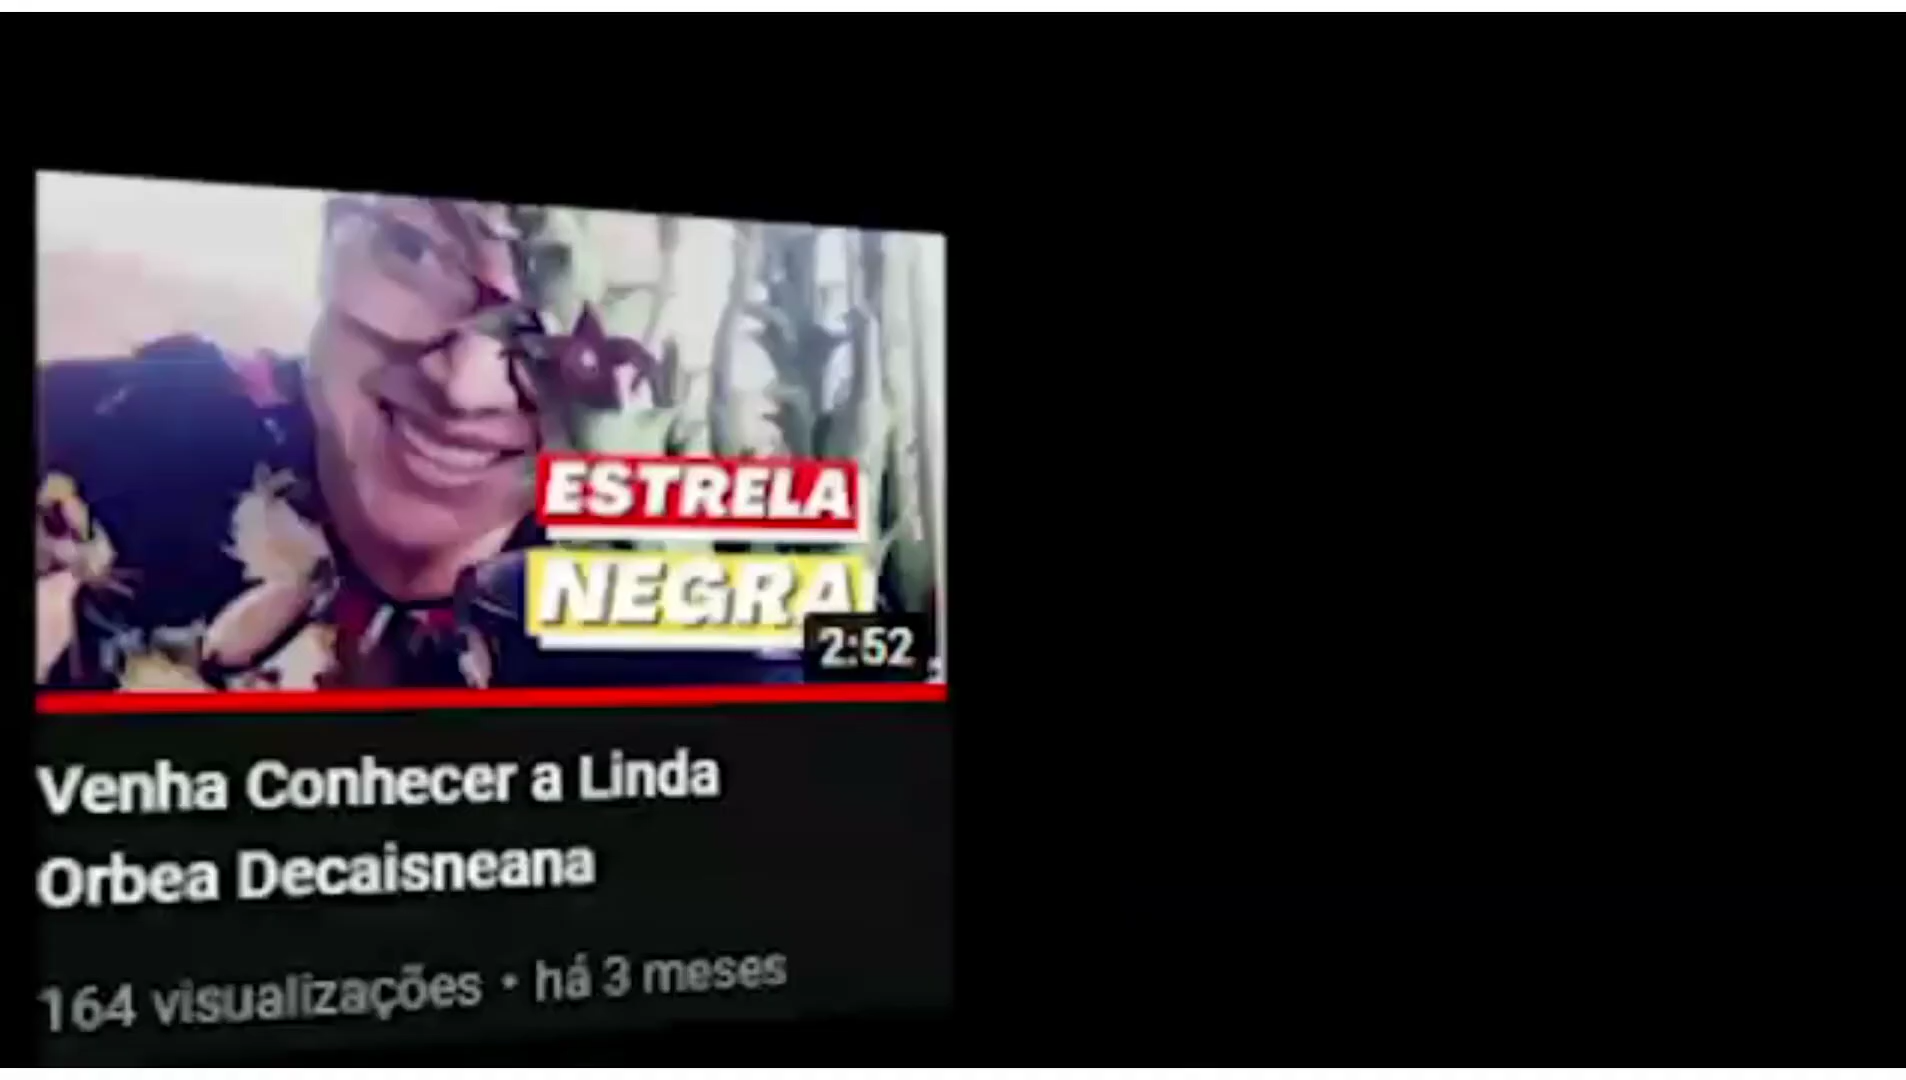 ESTRELA
NEGRA
2:52
Venha Conhecer a Linda
Orbea Decaisneana
164 visualizações • há 3 meses